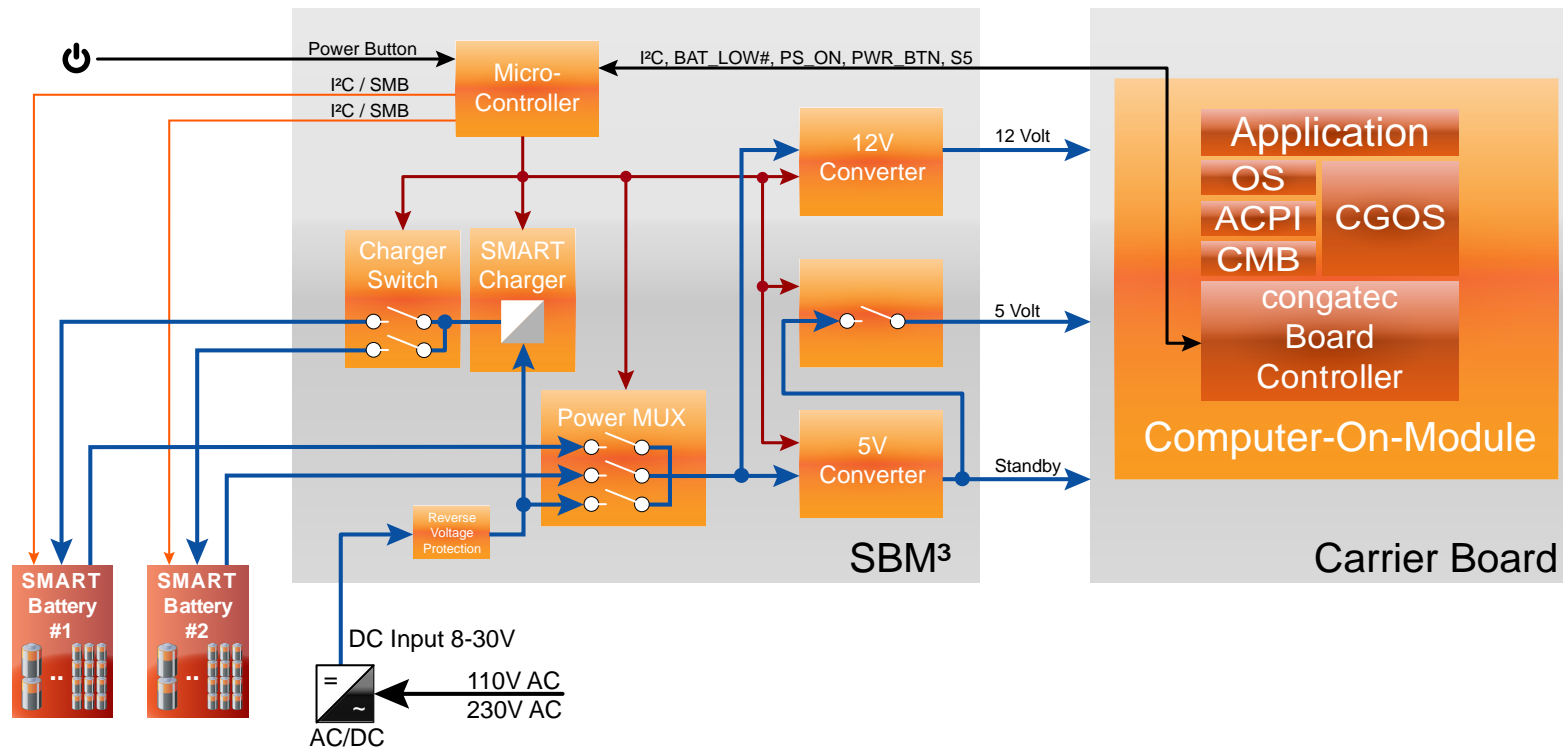 Power Button
I²C / SMB
I²C / SMB
Micro-
Controller
I²C, BAT_LOW#, PS_ON, PWR_BTN, S5
12V
Converter
12 Volt
Charger
Switch
SMART
Charger
5 Volt
Power MUX
5V
Converter
Standby
Reverse
Voltage
Protection
SBM³
Application
OS
ACPI
CMB
CGOS
congatec
Board
Controller
Computer-On-Module
Carrier Board
SMART
Battery
#1
..
SMART
Battery
#2
..
DC Input 8-30V
=
~
110V AC
230V AC
AC/DC